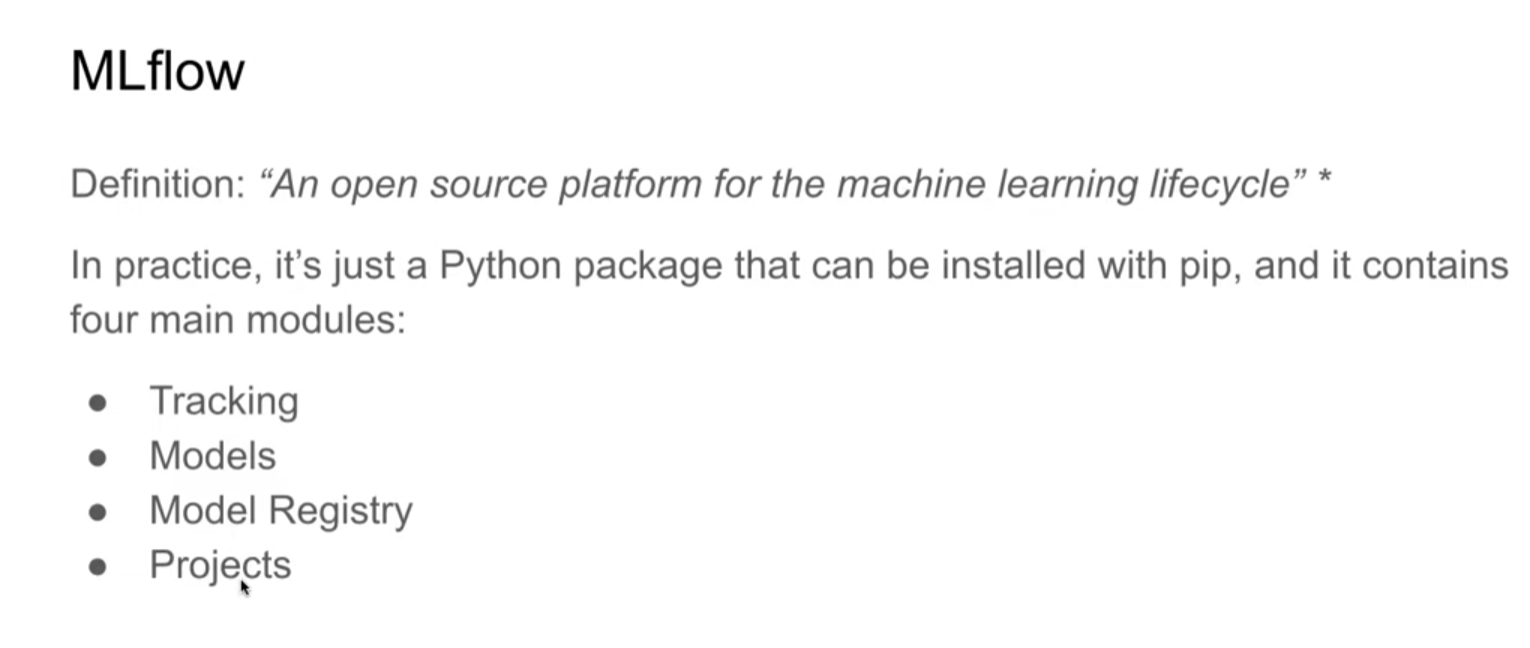 MLflow
Definition: “An open source platform for the machine learning lifecycle” *
In practice, it’s just a Python package that can be installed with pip, and it contains
four main modules:
● Tracking
● Models
● Model Registry
● Projects